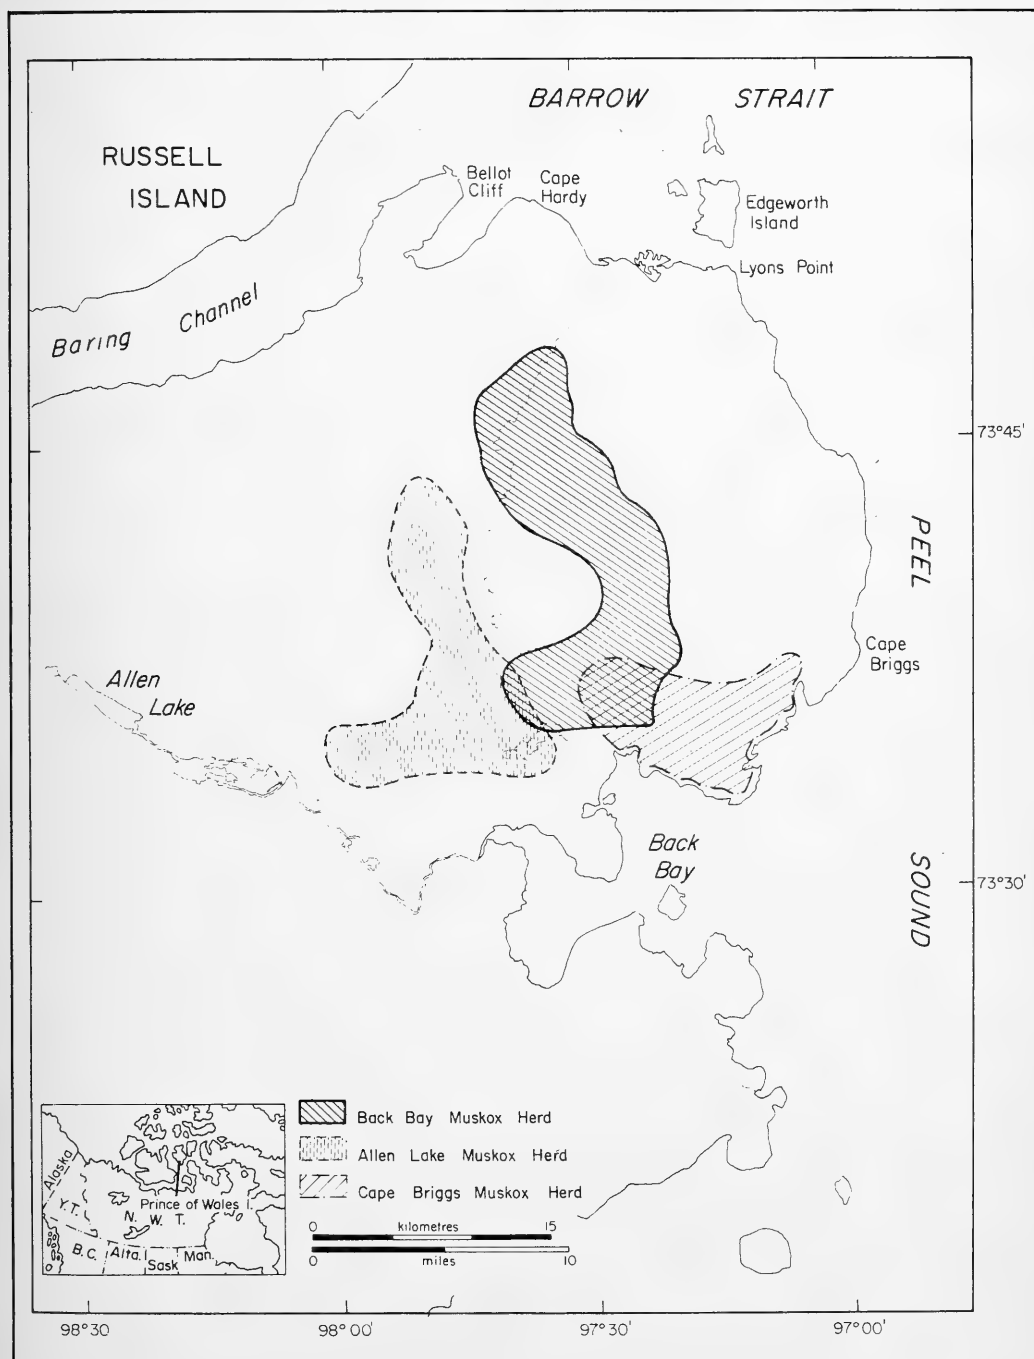 BARROW STRAIT
RUSSELL
ISLAND
Bellot
Cliff
Cape
Hardy
Edgeworth
Island
Lyons Point
Baring Channel
73°45'
PEEL
SOUND
Cape
Briggs
Allen
Lake
Back
Bay
73°30'
Back Bay Muskox Herd
Allen Lake Muskox Herd
Cape Briggs Muskox Herd
0 kilometres 15
0 miles 10
Alaska
Y.T.
Prince of Wales I.
N. W. T.
B.C. Alta. Sask Man.
98°30' 98°00' 97°30' 97°00'